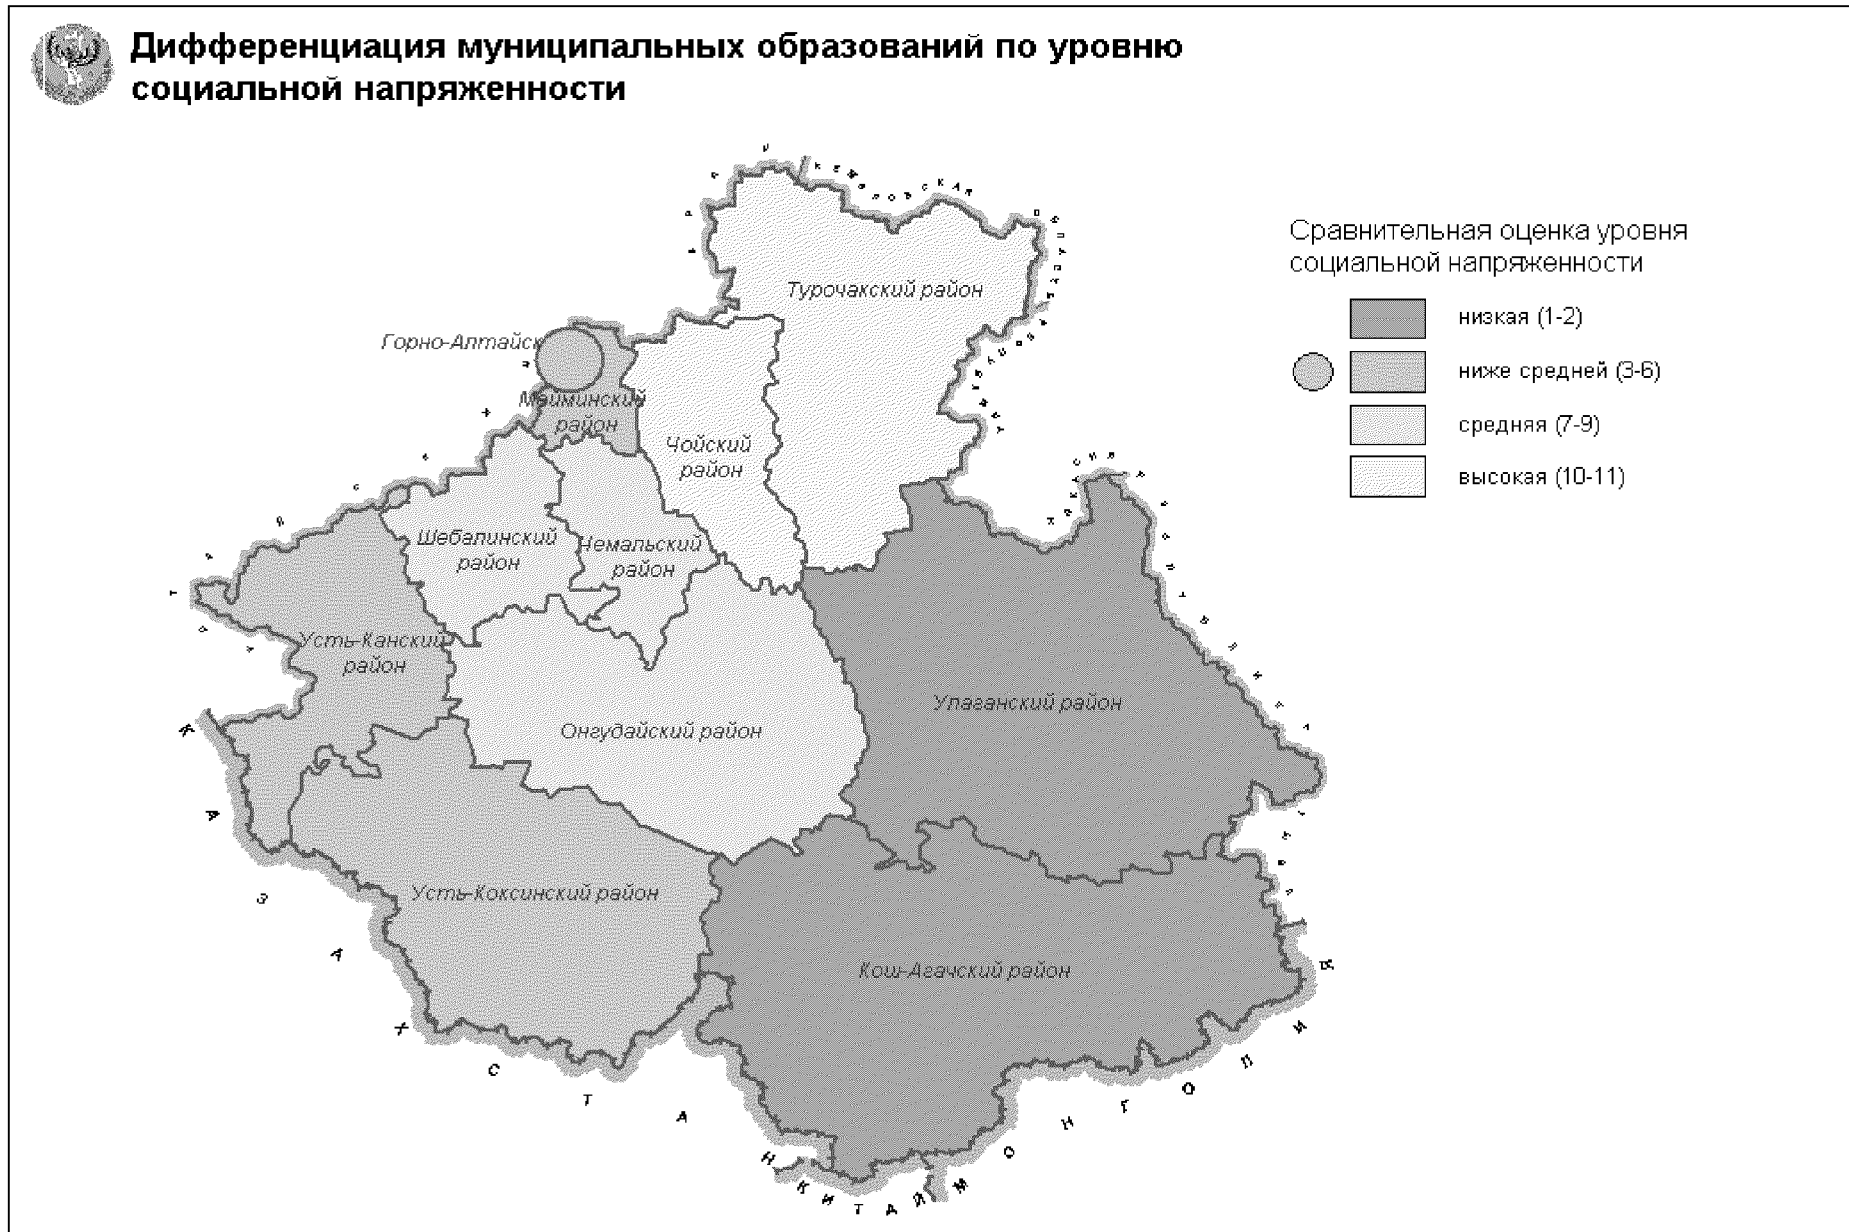 Дифференциация муниципальных образований по уровню
социальной напряженности
КЕМЕРОВСКАЯ
Сравнительная оценка уровня
социальной напряженности
низкая (1-2)
ниже средней (3-6)
средняя (7-9)
высокая (10-11)
Турочакский район
Горно-Алтайск
Майминский
район
Чойский
район
ХАКАСИЯ
Шебалинский
район
Чемальский
район
Усть-Канский
район
Улаганский район
Онгудайский район
Усть-Коксинский район
Кош-Агачский район
КАЗАХСТАН
КИТАЙ
МОНГОЛИЯ